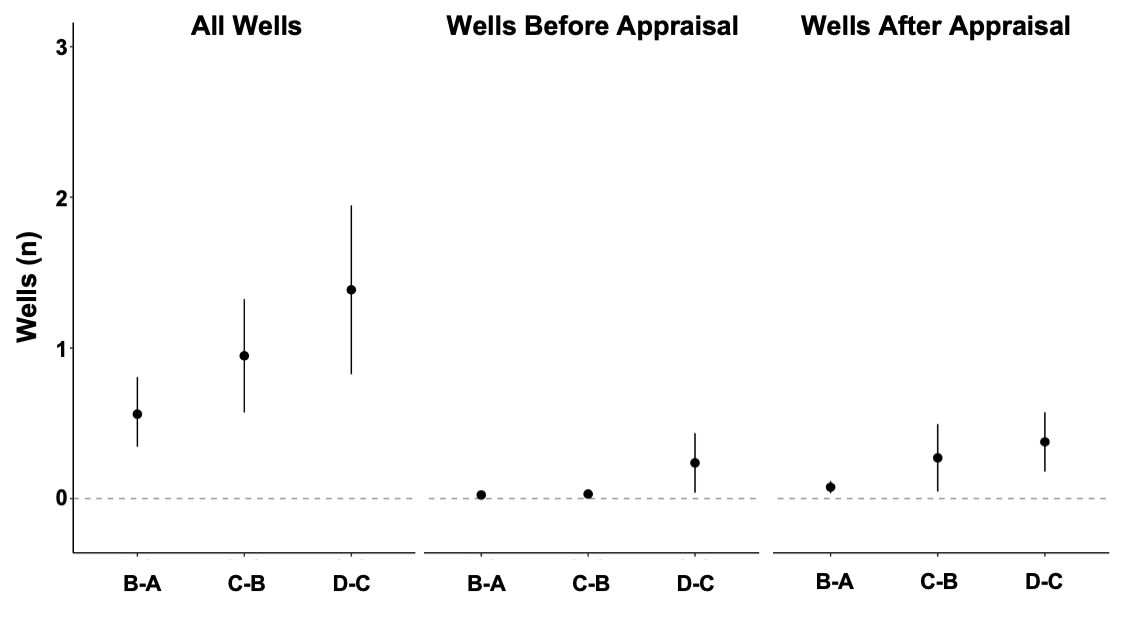 All Wells Wells Before Appraisal Wells After Appraisal
3
2
Wells (n)
1
0
B-A C-B D-C B-A C-B D-C B-A C-B D-C